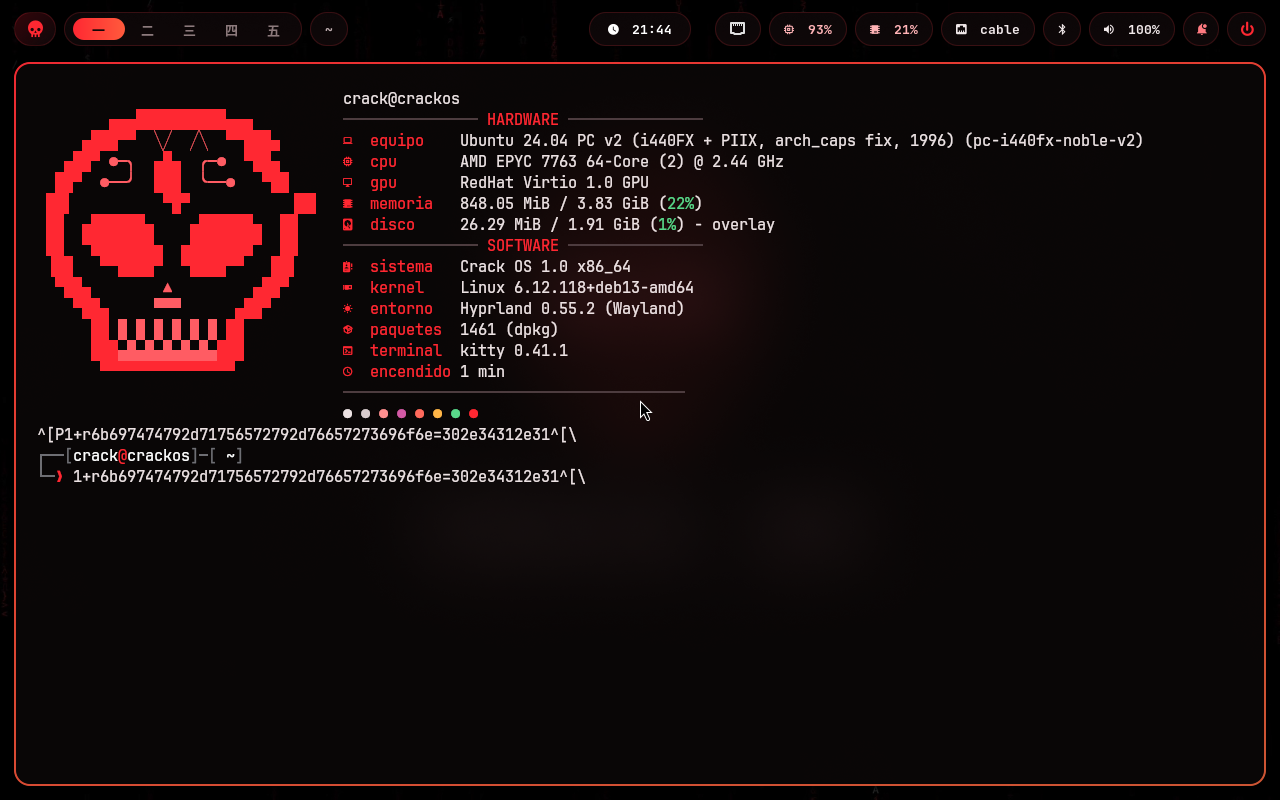 一 二 三 四 五 ~ 21:44 93% 21% cable 100%
crack@crackos
HARDWARE
equipo Ubuntu 24.04 PC v2 (i440FX + PIIX, arch_caps fix, 1996) (pc-i440fx-noble-v2)
cpu AMD EPYC 7763 64-Core (2) @ 2.44 GHz
gpu RedHat Virtio 1.0 GPU
memoria 848.05 MiB / 3.83 GiB (22%)
disco 26.29 MiB / 1.91 GiB (1%) - overlay
SOFTWARE
sistema Crack OS 1.0 x86_64
kernel Linux 6.12.118+deb13-amd64
entorno Hyprland 0.55.2 (Wayland)
paquetes 1461 (dpkg)
terminal kitty 0.41.1
encendido 1 min
^[P1+r6b697474792d71756572792d76657273696f6e=302e34312e31^[\
┌──[crack@crackos]─[ ~]
└─❫ 1+r6b697474792d71756572792d76657273696f6e=302e34312e31^[\